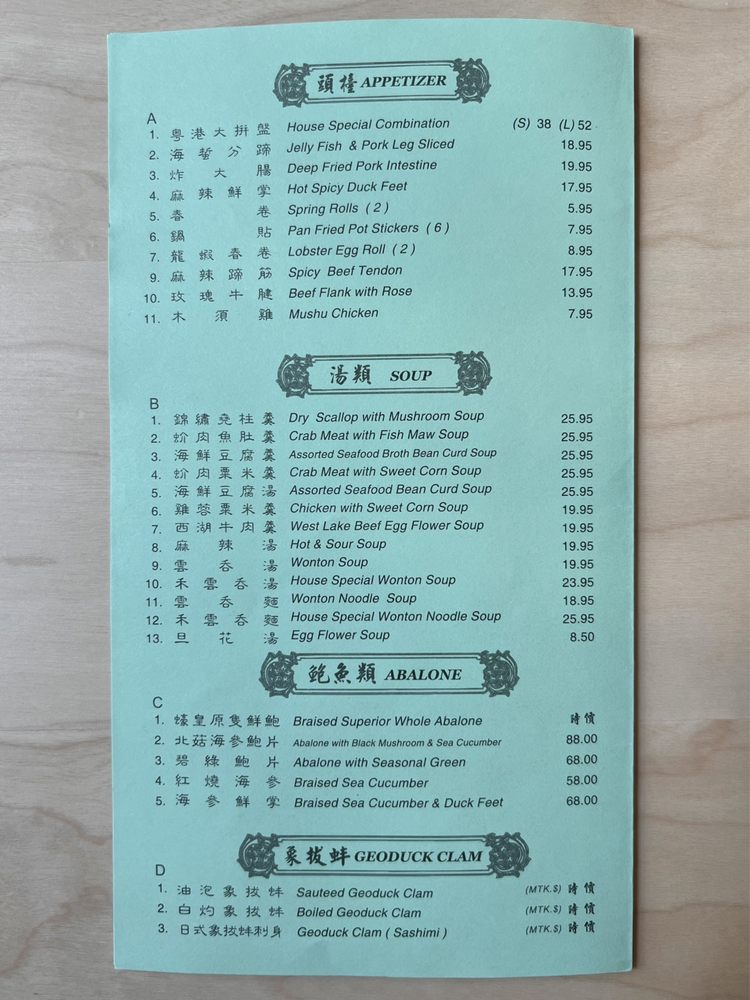 頭檯 APPETIZER
A
1. 粵港大拼盤 House Special Combination (S) 38 (L) 52
2. 海蜇分蹄 Jelly Fish & Pork Leg Sliced 18.95
3. 炸大腸 Deep Fried Pork Intestine 19.95
4. 麻辣鮮掌 Hot Spicy Duck Feet 17.95
5. 春卷 Spring Rolls ( 2 ) 5.95
6. 鍋貼 Pan Fried Pot Stickers ( 6 ) 7.95
7. 龍蝦春卷 Lobster Egg Roll ( 2 ) 8.95
9. 麻辣蹄筋 Spicy Beef Tendon 17.95
10. 玫瑰牛腱 Beef Flank with Rose 13.95
11. 木須雞 Mushu Chicken 7.95
湯類 SOUP
B
1. 錦繡堯柱羹 Dry Scallop with Mushroom Soup 25.95
2. 蚧肉魚肚羹 Crab Meat with Fish Maw Soup 25.95
3. 海鮮豆腐羹 Assorted Seafood Broth Bean Curd Soup 25.95
4. 蚧肉粟米羹 Crab Meat with Sweet Corn Soup 25.95
5. 海鮮豆腐湯 Assorted Seafood Bean Curd Soup 25.95
6. 雞蓉粟米羹 Chicken with Sweet Corn Soup 19.95
7. 西湖牛肉羹 West Lake Beef Egg Flower Soup 19.95
8. 麻辣湯 Hot & Sour Soup 19.95
9. 雲吞湯 Wonton Soup 19.95
10. 禾雲吞湯 House Special Wonton Soup 23.95
11. 雲吞麵 Wonton Noodle Soup 18.95
12. 禾雲吞麵 House Special Wonton Noodle Soup 25.95
13. 旦花湯 Egg Flower Soup 8.50
鮑魚類 ABALONE
C
1. 蠔皇原隻鮮鮑 Braised Superior Whole Abalone 時價
2. 北菇海參鮑片 Abalone with Black Mushroom & Sea Cucumber 88.00
3. 碧綠鮑片 Abalone with Seasonal Green 68.00
4. 紅燒海參 Braised Sea Cucumber 58.00
5. 海參鮮掌 Braised Sea Cucumber & Duck Feet 68.00
象拔蚌 GEODUCK CLAM
D
1. 油泡象拔蚌 Sauteed Geoduck Clam (MTK.$) 時價
2. 白灼象拔蚌 Boiled Geoduck Clam (MTK.$) 時價
3. 日式象拔蚌刺身 Geoduck Clam ( Sashimi ) (MTK.$) 時價